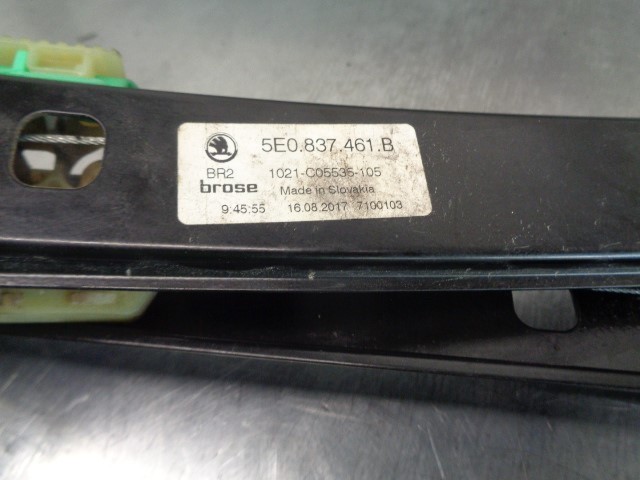 5E0.837.461.B
BR2 1021-C05536-105
brose Made in Slovakia
9:45:55 16.08.2017 7100103